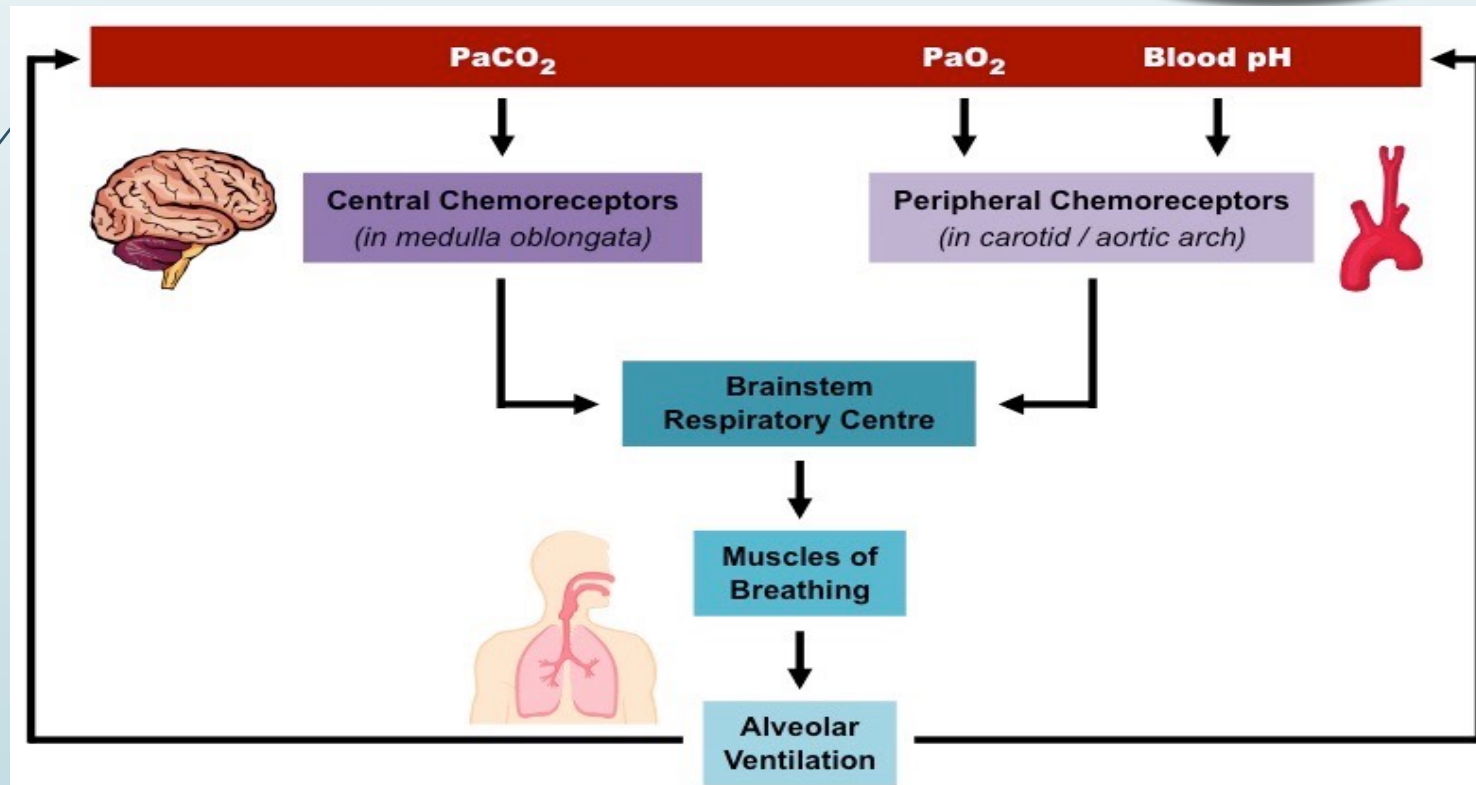 PaCO₂ PaO₂ Blood pH
Central Chemoreceptors
(in medulla oblongata)
Peripheral Chemoreceptors
(in carotid / aortic arch)
Brainstem
Respiratory Centre
Muscles of
Breathing
Alveolar
Ventilation